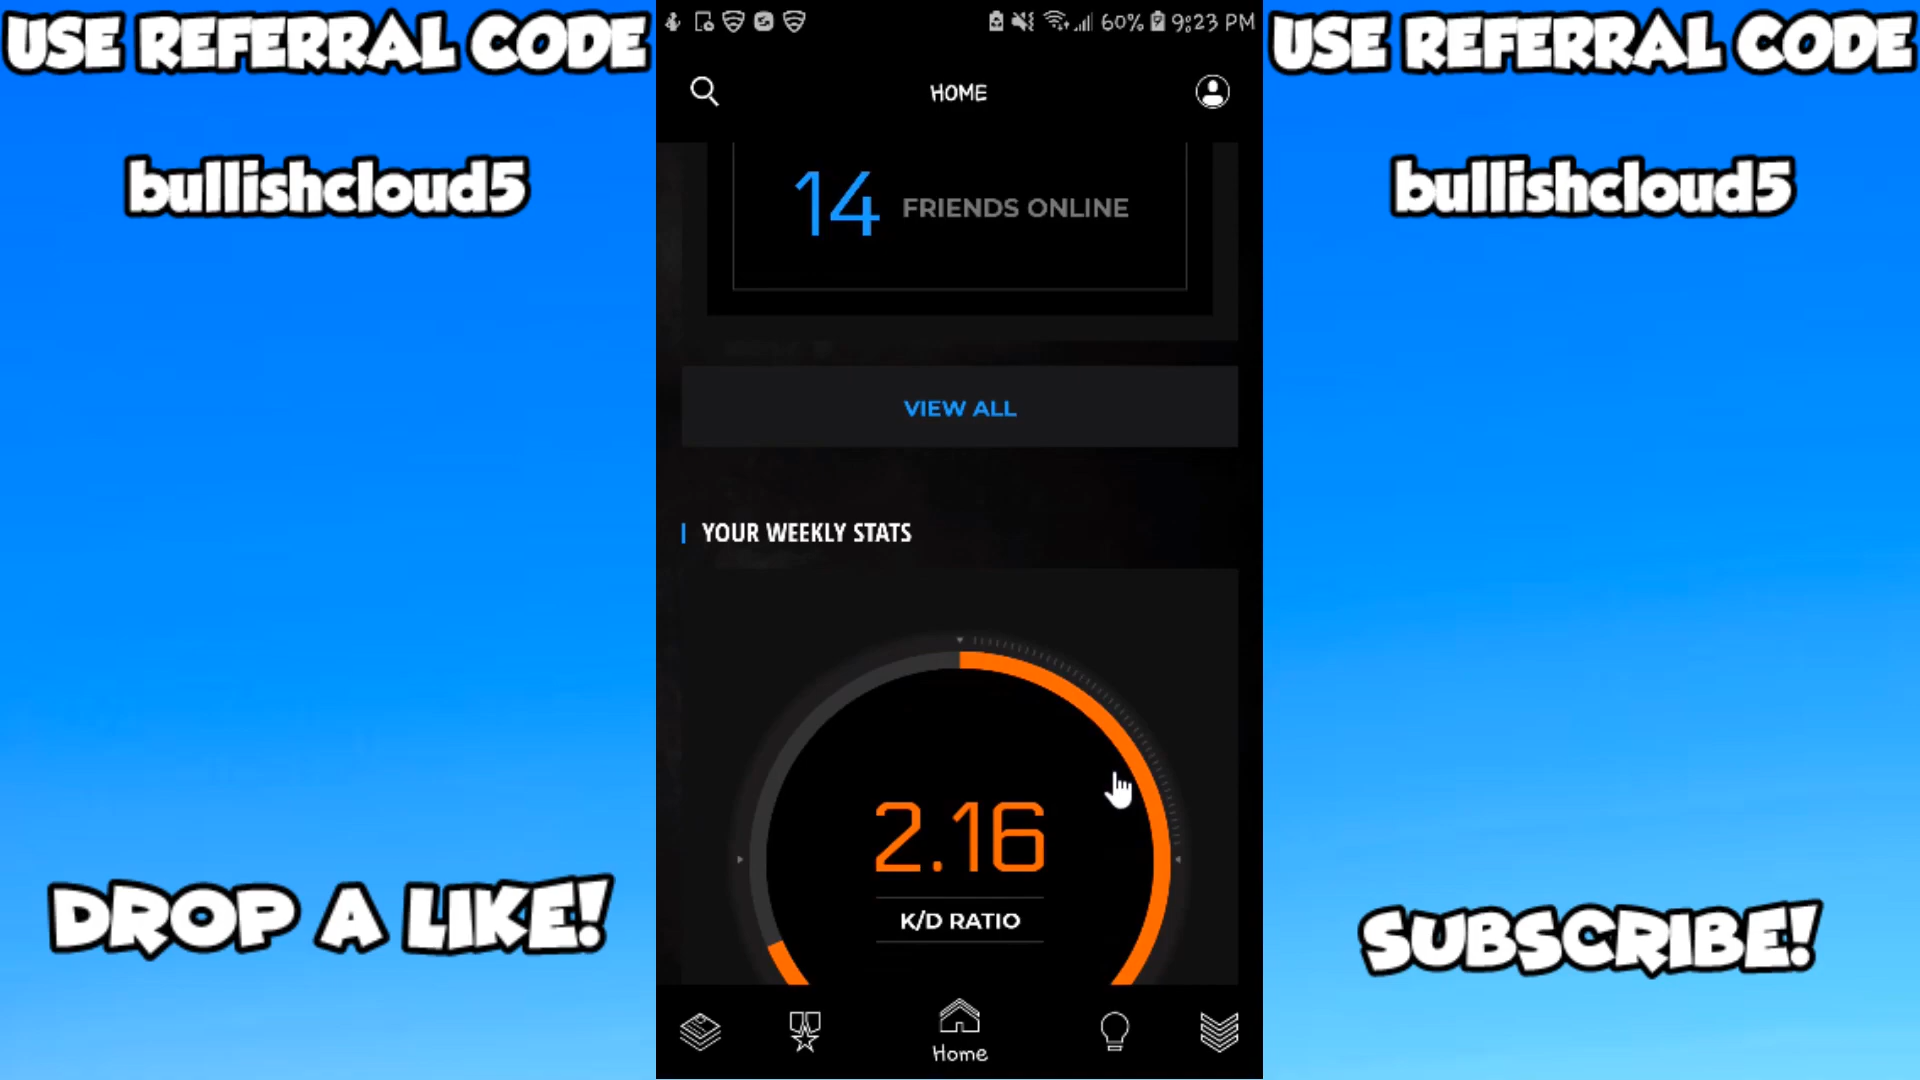 USE REFERRAL CODE
bullishcloud5
DROP A LIKE!
60% 9:23 PM
HOME
14 FRIENDS ONLINE
VIEW ALL
YOUR WEEKLY STATS
2.16
K/D RATIO
Home
USE REFERRAL CODE
bullishcloud5
SUBSCRIBE!